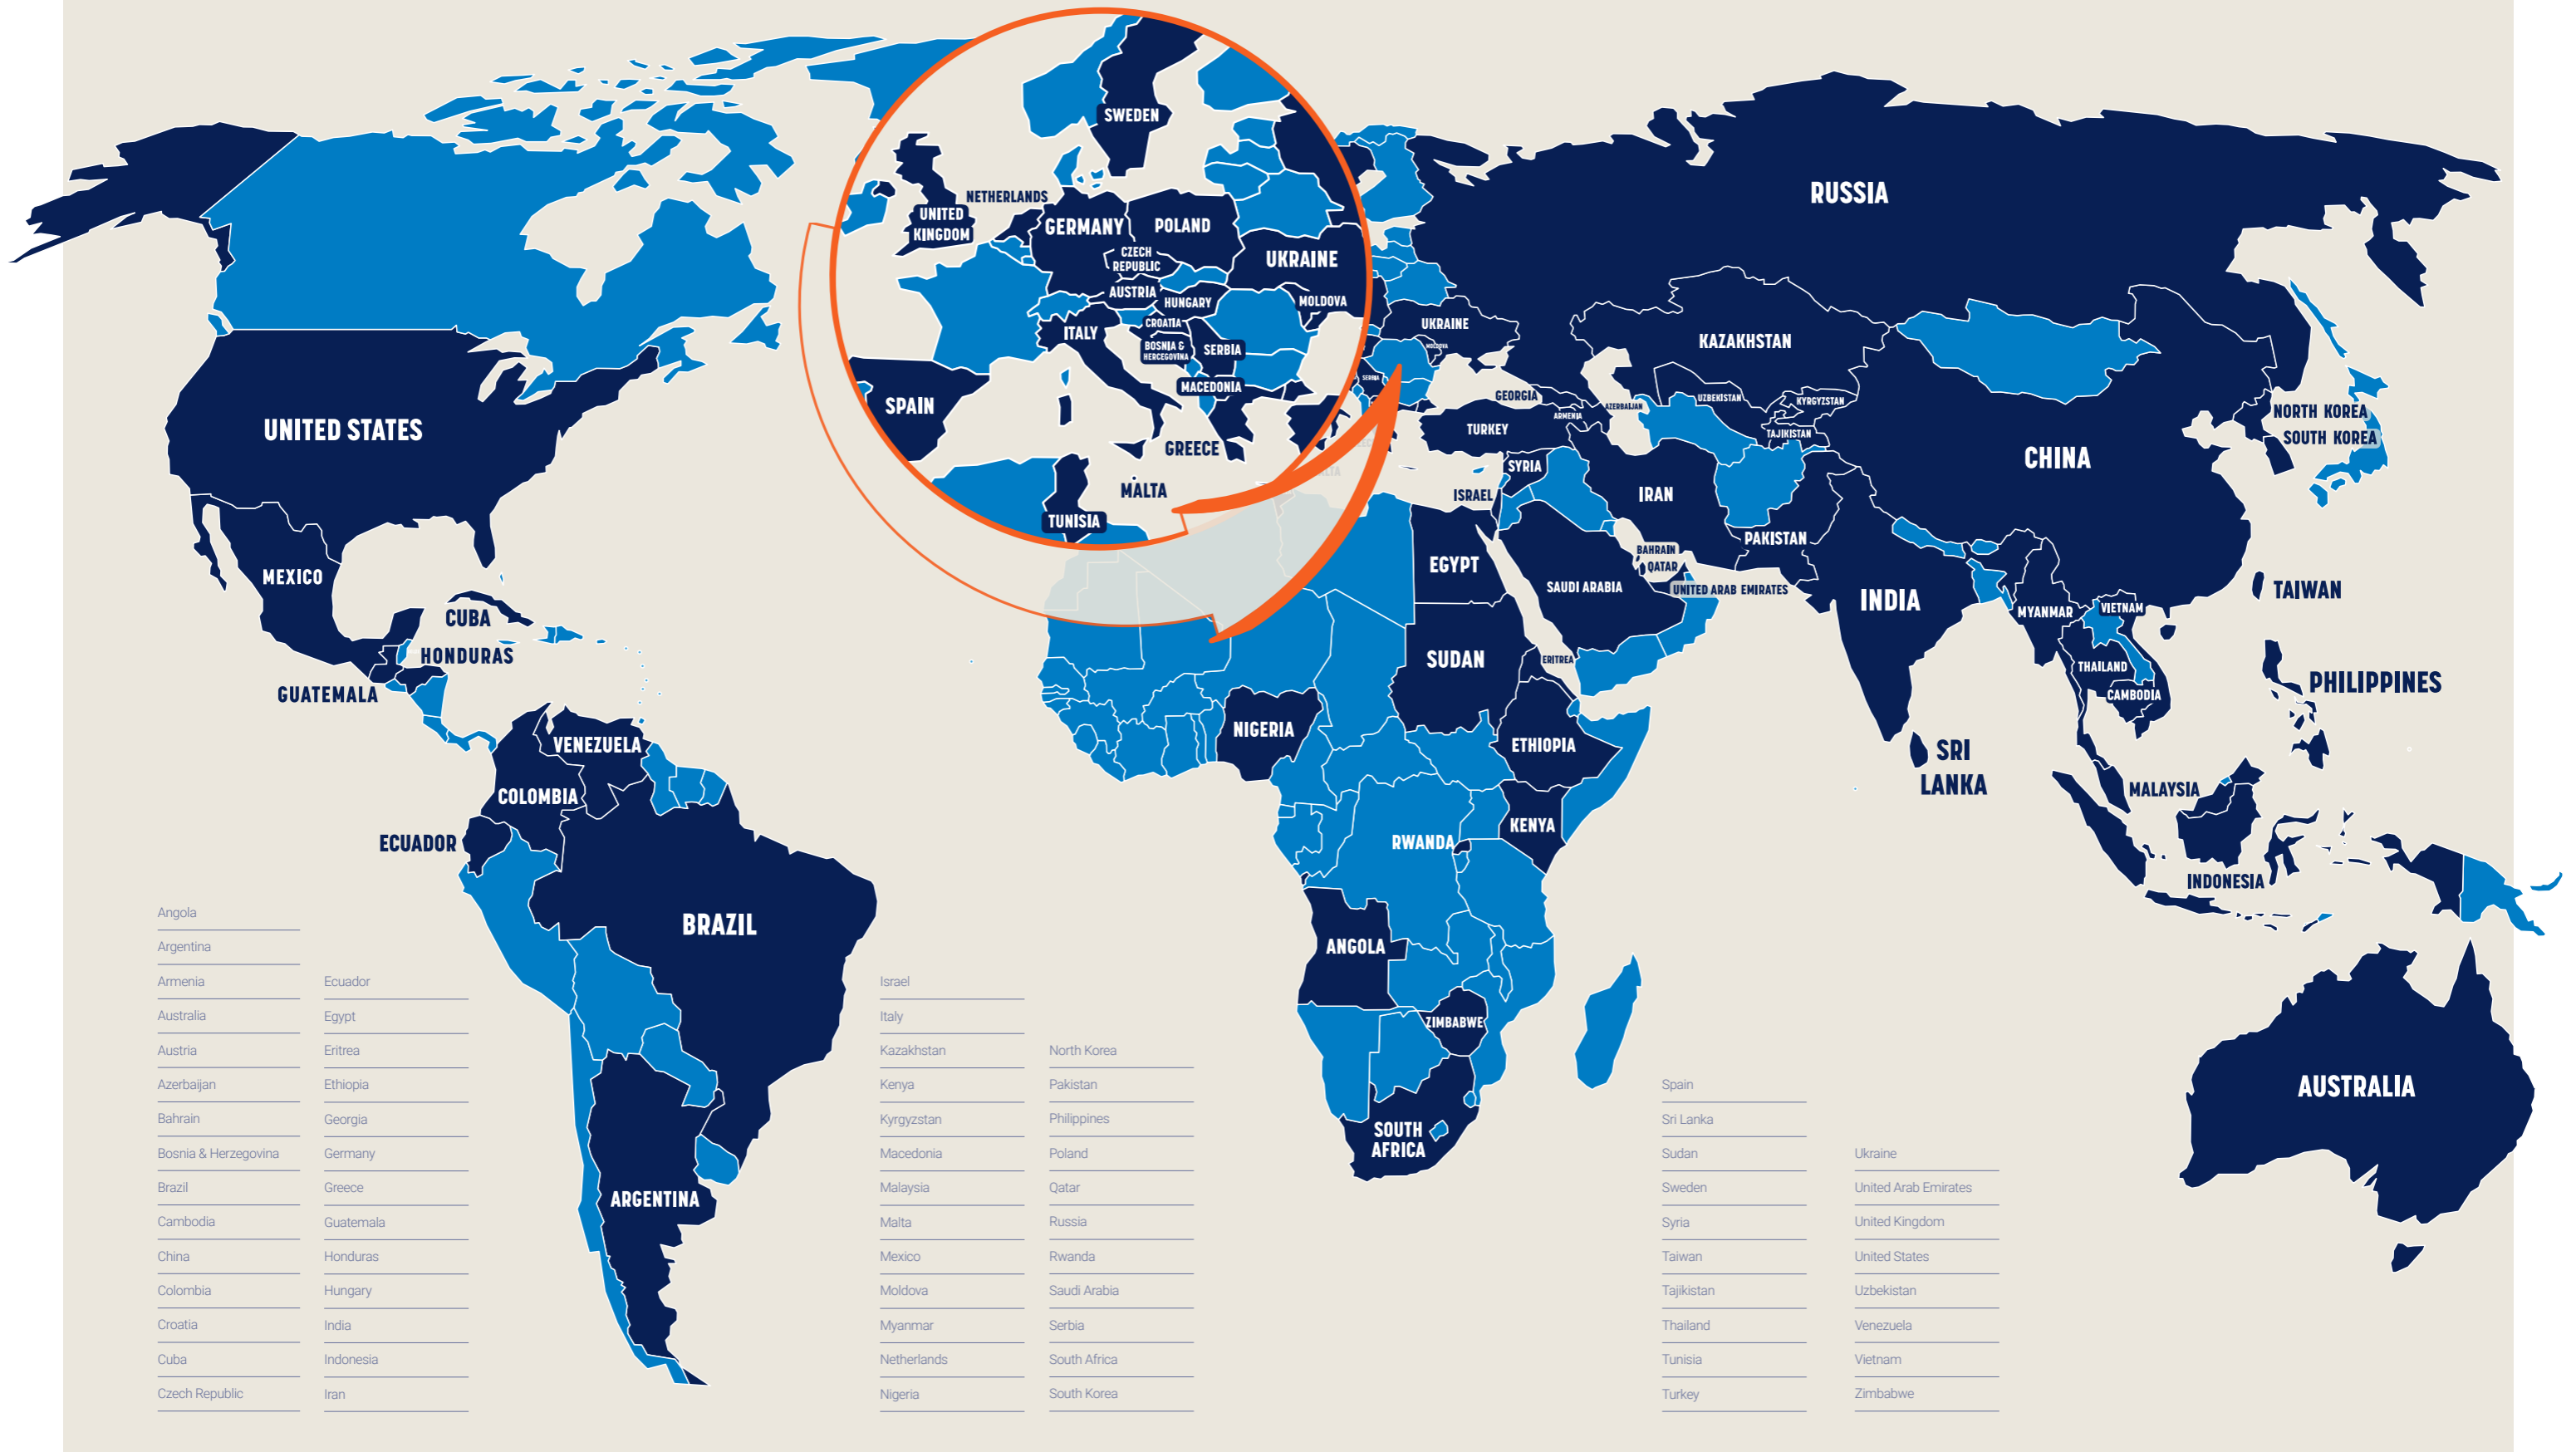 SWEDEN
NETHERLANDS
UNITED
KINGDOM
GERMANY
POLAND
CZECH
REPUBLIC
UKRAINE
AUSTRIA
HUNGARY
MOLDOVA
ITALY
CROATIA
BOSNIA &
HERCEGOVINA
SERBIA
MACEDONIA
SPAIN
GREECE
MALTA
TUNISIA
RUSSIA
UKRAINE
MOLDOVA
SERBIA
KAZAKHSTAN
GEORGIA
ARMENIA
AZERBAIJAN
UZBEKISTAN
KYRGYZSTAN
TAJIKISTAN
TURKEY
SYRIA
ISRAEL
IRAN
CHINA
NORTH KOREA
SOUTH KOREA
UNITED STATES
MEXICO
CUBA
HONDURAS
GUATEMALA
EGYPT
SAUDI ARABIA
BAHRAIN
QATAR
UNITED ARAB EMIRATES
PAKISTAN
INDIA
MYANMAR
VIETNAM
TAIWAN
THAILAND
CAMBODIA
PHILIPPINES
SUDAN
ERITREA
NIGERIA
ETHIOPIA
SRI
LANKA
MALAYSIA
INDONESIA
VENEZUELA
COLOMBIA
ECUADOR
BRAZIL
KENYA
RWANDA
ANGOLA
ZIMBABWE
SOUTH
AFRICA
ARGENTINA
AUSTRALIA
Angola
Argentina
Armenia
Australia
Austria
Azerbaijan
Bahrain
Bosnia & Herzegovina
Brazil
Cambodia
China
Colombia
Croatia
Cuba
Czech Republic
Ecuador
Egypt
Eritrea
Ethiopia
Georgia
Germany
Greece
Guatemala
Honduras
Hungary
India
Indonesia
Iran
Israel
Italy
Kazakhstan
Kenya
Kyrgyzstan
Macedonia
Malaysia
Malta
Mexico
Moldova
Myanmar
Netherlands
Nigeria
North Korea
Pakistan
Philippines
Poland
Qatar
Russia
Rwanda
Saudi Arabia
Serbia
South Africa
South Korea
Spain
Sri Lanka
Sudan
Sweden
Syria
Taiwan
Tajikistan
Thailand
Tunisia
Turkey
Ukraine
United Arab Emirates
United Kingdom
United States
Uzbekistan
Venezuela
Vietnam
Zimbabwe